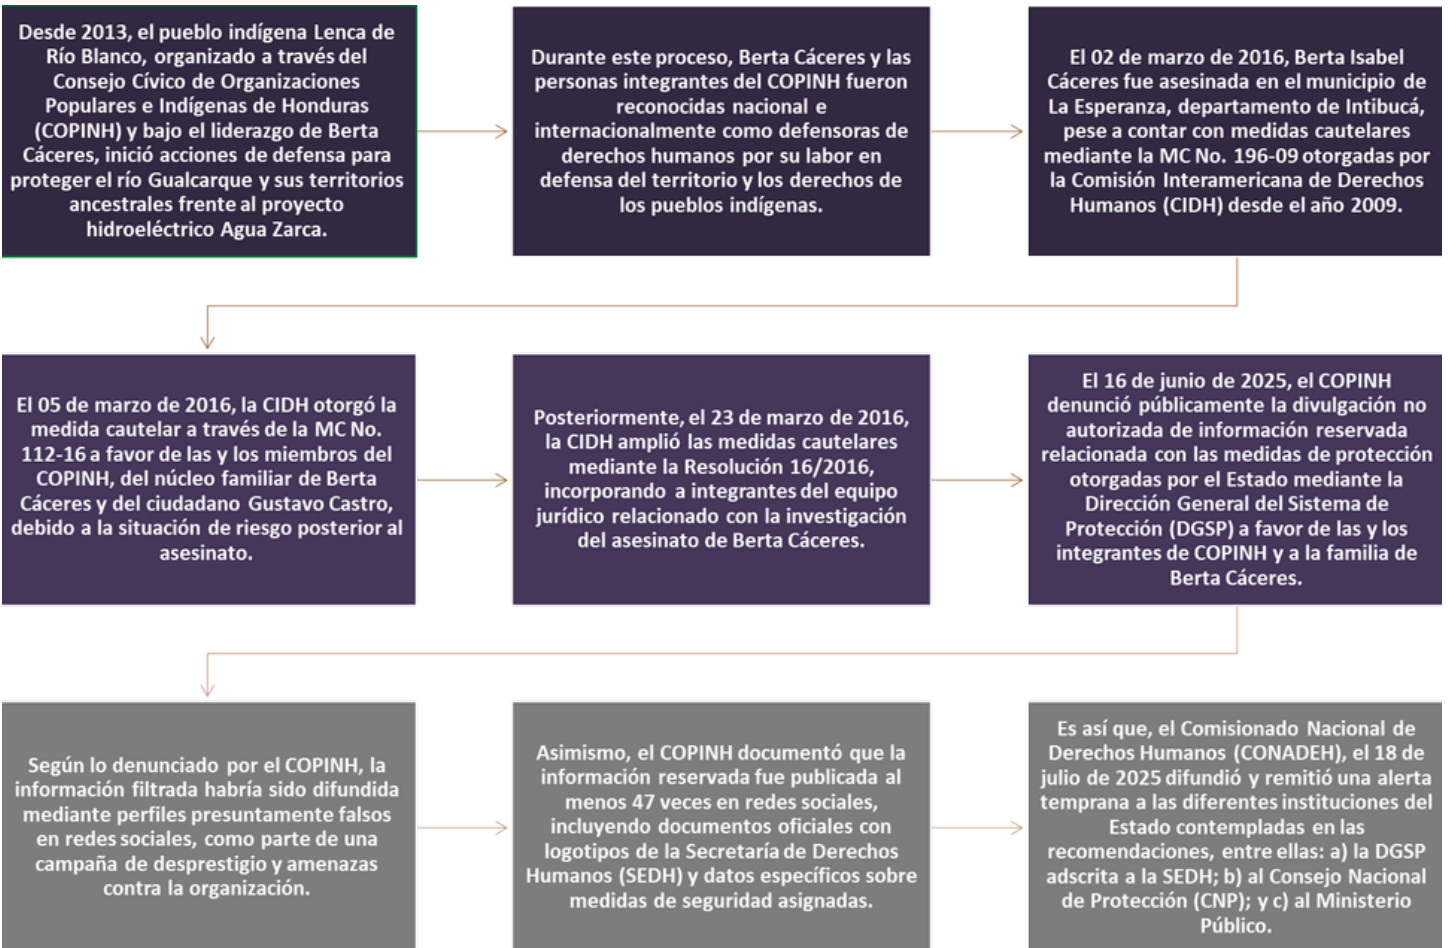 Desde 2013, el pueblo indígena Lenca de
Río Blanco, organizado a través del
Consejo Cívico de Organizaciones
Populares e Indígenas de Honduras
(COPINH) y bajo el liderazgo de Berta
Cáceres, inició acciones de defensa para
proteger el río Gualcarque y sus territorios
ancestrales frente al proyecto
hidroeléctrico Agua Zarca.
Durante este proceso, Berta Cáceres y las
personas integrantes del COPINH fueron
reconocidas nacional e
internacionalmente como defensoras de
derechos humanos por su labor en
defensa del territorio y los derechos de
los pueblos indígenas.
El 02 de marzo de 2016, Berta Isabel
Cáceres fue asesinada en el municipio de
La Esperanza, departamento de Intibucá,
pese a contar con medidas cautelares
mediante la MC No. 196-09 otorgadas por
la Comisión Interamericana de Derechos
Humanos (CIDH) desde el año 2009.
El 05 de marzo de 2016, la CIDH otorgó la
medida cautelar a través de la MC No.
112-16 a favor de las y los miembros del
COPINH, del núcleo familiar de Berta
Cáceres y del ciudadano Gustavo Castro,
debido a la situación de riesgo posterior al
asesinato.
Posteriormente, el 23 de marzo de 2016,
la CIDH amplió las medidas cautelares
mediante la Resolución 16/2016,
incorporando a integrantes del equipo
jurídico relacionado con la investigación
del asesinato de Berta Cáceres.
El 16 de junio de 2025, el COPINH
denunció públicamente la divulgación no
autorizada de información reservada
relacionada con las medidas de protección
otorgadas por el Estado mediante la
Dirección General del Sistema de
Protección (DGSP) a favor de las y los
integrantes de COPINH y a la familia de
Berta Cáceres.
Según lo denunciado por el COPINH, la
información filtrada habría sido difundida
mediante perfiles presuntamente falsos
en redes sociales, como parte de una
campaña de desprestigio y amenazas
contra la organización.
Asimismo, el COPINH documentó que la
información reservada fue publicada al
menos 47 veces en redes sociales,
incluyendo documentos oficiales con
logotipos de la Secretaría de Derechos
Humanos (SEDH) y datos específicos sobre
medidas de seguridad asignadas.
Es así que, el Comisionado Nacional de
Derechos Humanos (CONADEH), el 18 de
julio de 2025 difundió y remitió una alerta
temprana a las diferentes instituciones del
Estado contempladas en las
recomendaciones, entre ellas: a) la DGSP
adscrita a la SEDH; b) al Consejo Nacional
de Protección (CNP); y c) al Ministerio
Público.